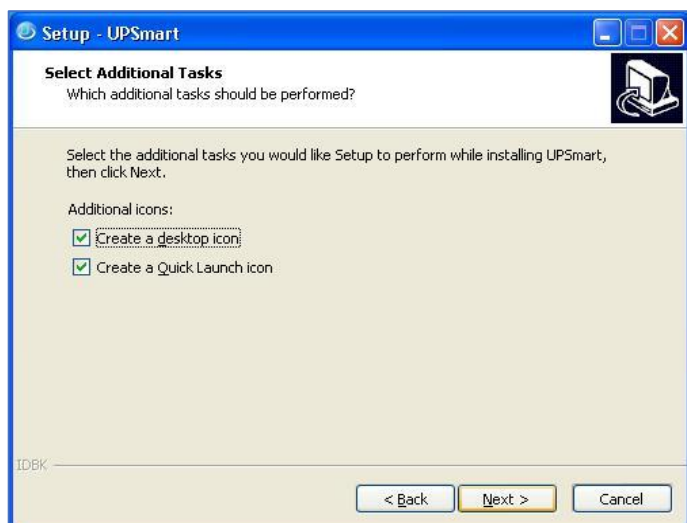 Setup - UPSmart
Select Additional Tasks
Which additional tasks should be performed?
Select the additional tasks you would like Setup to perform while installing UPSmart,
then click Next.
Additional icons:
Create a desktop icon
Create a Quick Launch icon
IDBK
< Back
Next >
Cancel